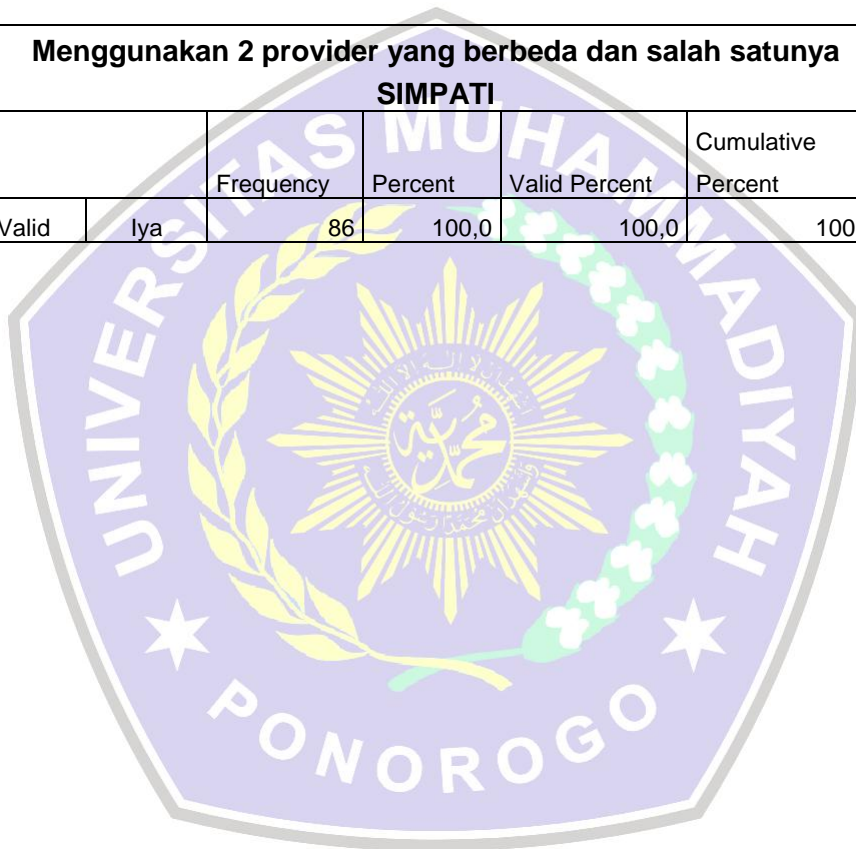 Menggunakan 2 provider yang berbeda dan salah satunya
SIMPATI
Frequency Percent Valid Percent Cumulative Percent
Valid Iya 86 100,0 100,0 100
UNIVERSITAS MUHAMMADIYAH
PONOROGO